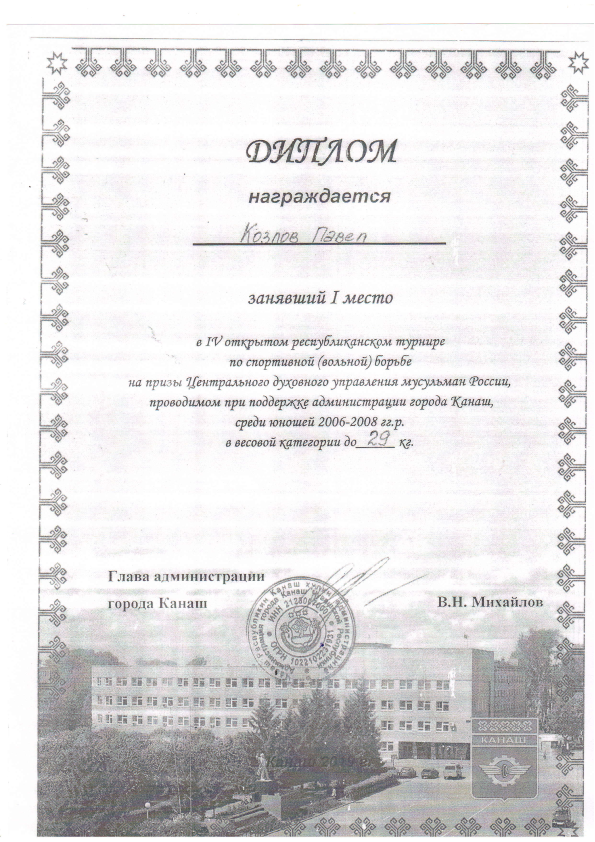 ДИПЛОМ
награждается
Козлов Павел
занявший I место
в IV открытом республиканском турнире
по спортивной (вольной) борьбе
на призы Центрального духовного управления мусульман России,
проводимом при поддержке администрации города Канаш,
среди юношей 2006-2008 гг.р.
в весовой категории до 29 кг.
Глава администрации
города Канаш
В.Н. Михайлов
КАНАШ
Канаш 2019 г.